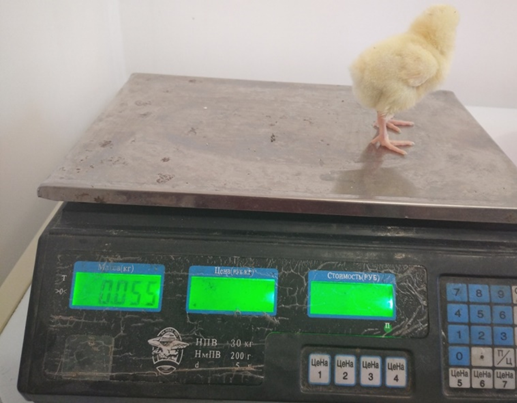 Масса(кг) Цена(руб/кг) Стоимость(РУБ)
0.055
НПВ 30 кг
НмПВ 200 г
d 5 г
7 8 9
4 5 6
1 2 3
0
цена 1 цена 2 цена 3 цена 4
цена 5 цена 6 цена 7